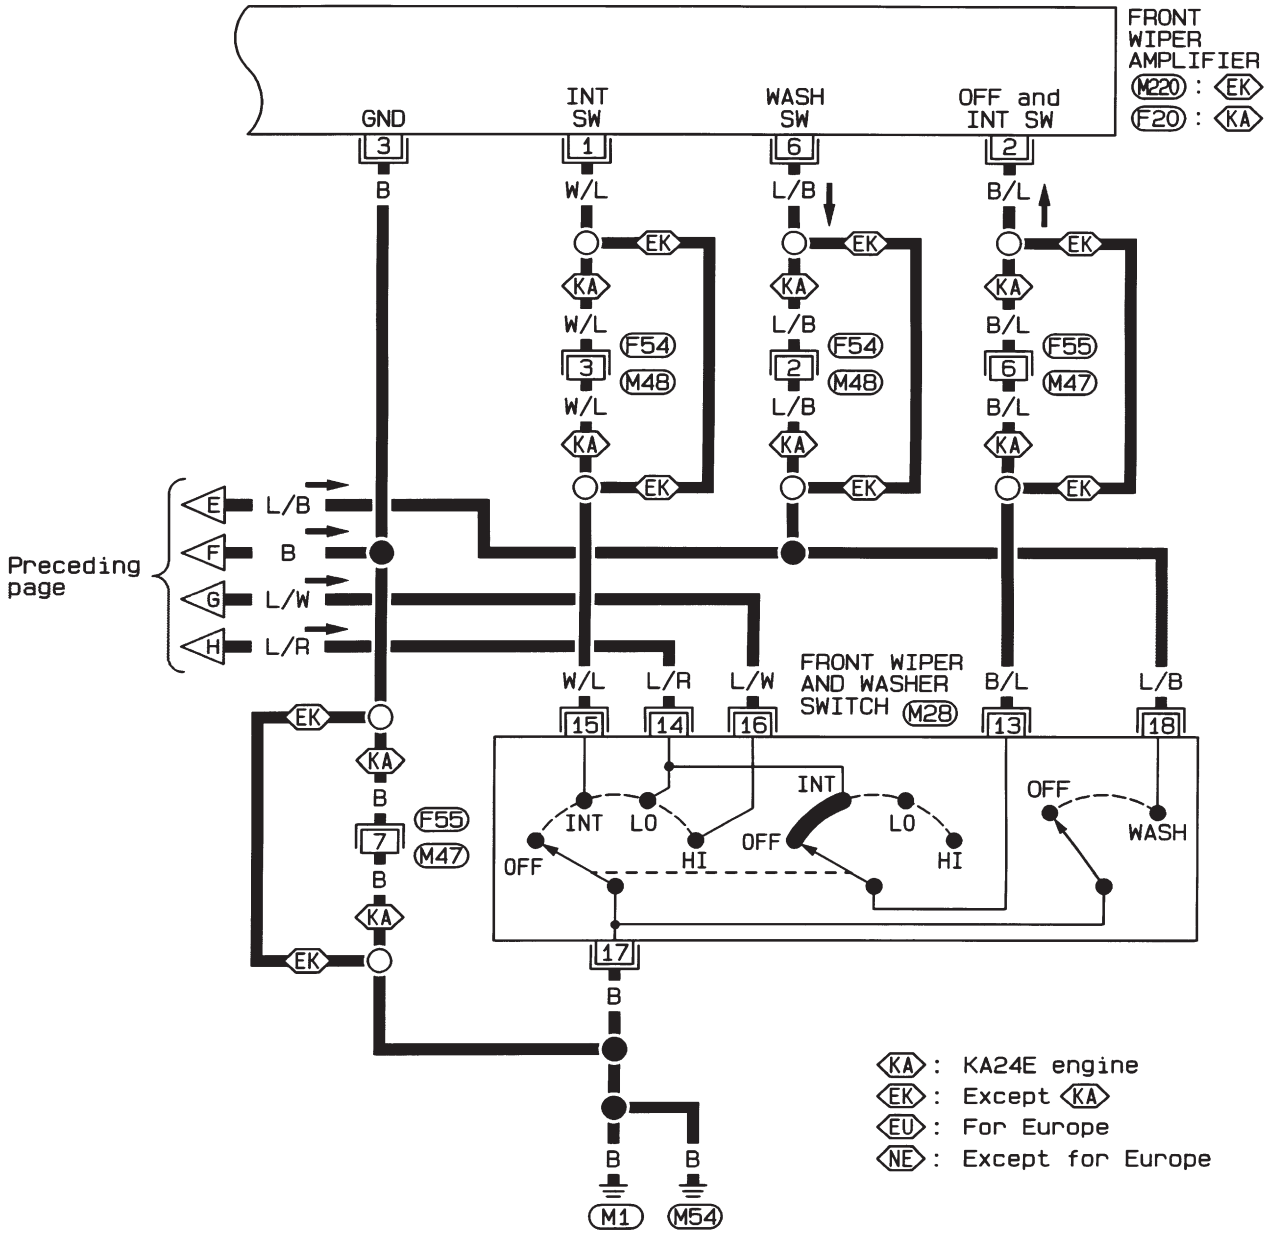 FRONT
WIPER
AMPLIFIER
M220 : EK
F20 : KA
GND
INT
SW
WASH
SW
OFF and
INT SW
3
1
6
2
B
W/L
L/B
B/L
EK
EK
EK
KA
KA
KA
W/L
L/B
B/L
F54
F54
F55
3
2
6
M48
M48
M47
W/L
L/B
B/L
KA
KA
KA
EK
EK
EK
Preceding
page
E L/B
F B
G L/W
H L/R
FRONT WIPER
AND WASHER
SWITCH M28
W/L
L/R
L/W
B/L
L/B
15
14
16
13
18
EK
KA
B
F55
7
M47
B
KA
EK
OFF
INT
LO
HI
OFF
INT
LO
HI
OFF
WASH
17
B
B
B
M1
M54
KA : KA24E engine
EK : Except KA
EU : For Europe
NE : Except for Europe